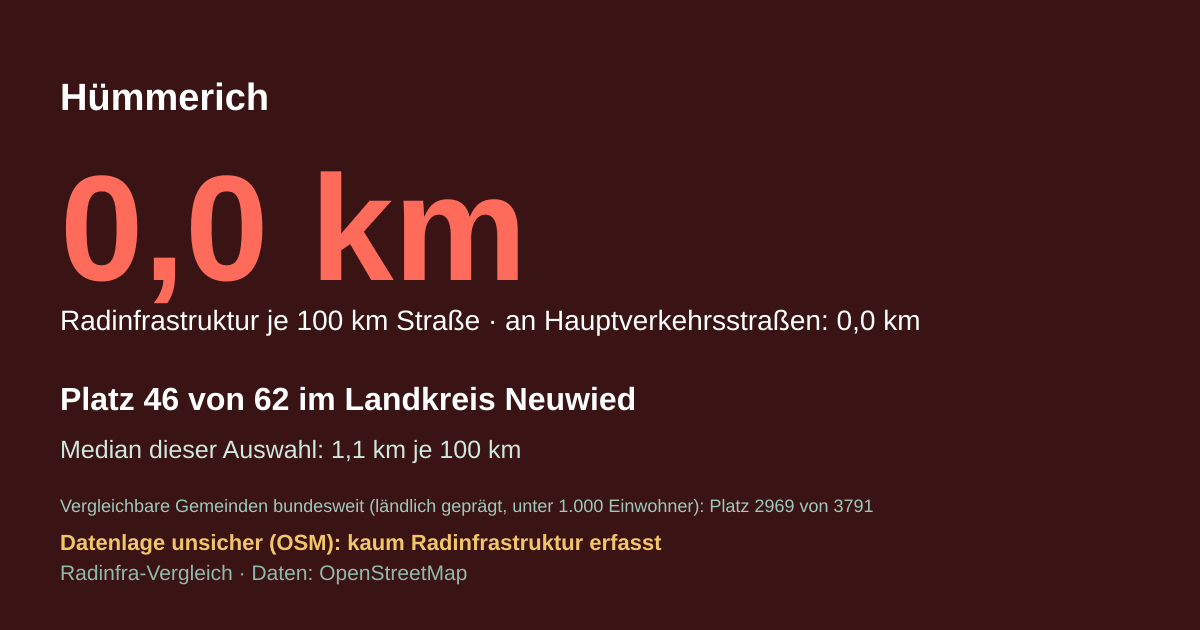 Hümmerich
0,0 km
Radinfrastruktur je 100 km Straße · an Hauptverkehrsstraßen: 0,0 km
Platz 46 von 62 im Landkreis Neuwied
Median dieser Auswahl: 1,1 km je 100 km
Vergleichbare Gemeinden bundesweit (ländlich geprägt, unter 1.000 Einwohner): Platz 2969 von 3791
Datenlage unsicher (OSM): kaum Radinfrastruktur erfasst
Radinfra-Vergleich · Daten: OpenStreetMap